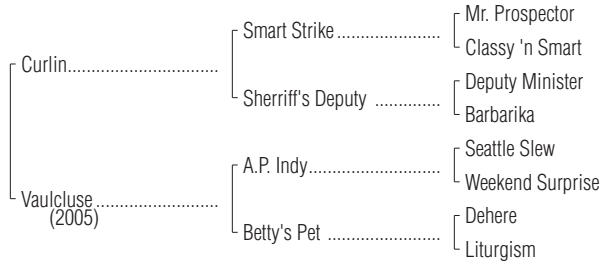 Mr. Prospector
Smart Strike
Classy 'n Smart
Curlin
Deputy Minister
Sherriff's Deputy
Barbarika
Seattle Slew
A.P. Indy
Weekend Surprise
Vaulcluse
(2005)
Dehere
Betty's Pet
Liturgism